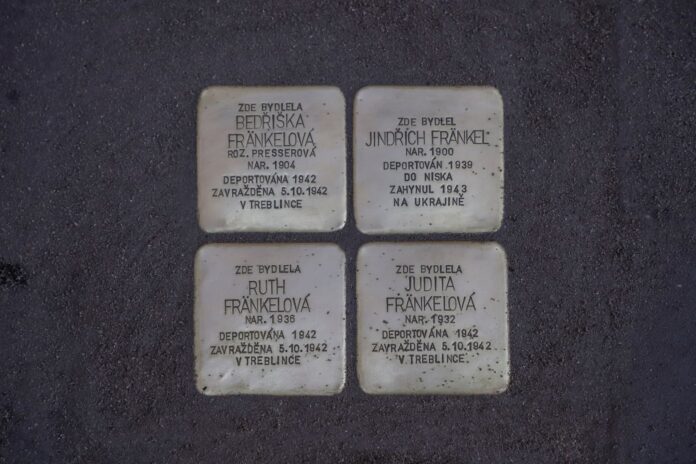 ZDE BYDLELA
BEDŘIŠKA
FRÄNKELOVÁ
ROZ. PRESSEROVÁ
NAR. 1904
DEPORTOVÁNA 1942
ZAVRAŽDĚNA 5.10.1942
V TREBLINCE
ZDE BYDLEL
JINDŘICH FRÄNKEL
NAR. 1900
DEPORTOVÁN 1939
DO NISKA
ZAHYNUL 1943
NA UKRAJINĚ
ZDE BYDLELA
RUTH
FRÄNKELOVÁ
NAR. 1936
DEPORTOVÁNA 1942
ZAVRAŽDĚNA 5.10.1942
V TREBLINCE
ZDE BYDLELA
JUDITA
FRÄNKELOVÁ
NAR. 1932
DEPORTOVÁNA 1942
ZAVRAŽDĚNA 5.10.1942
V TREBLINCE